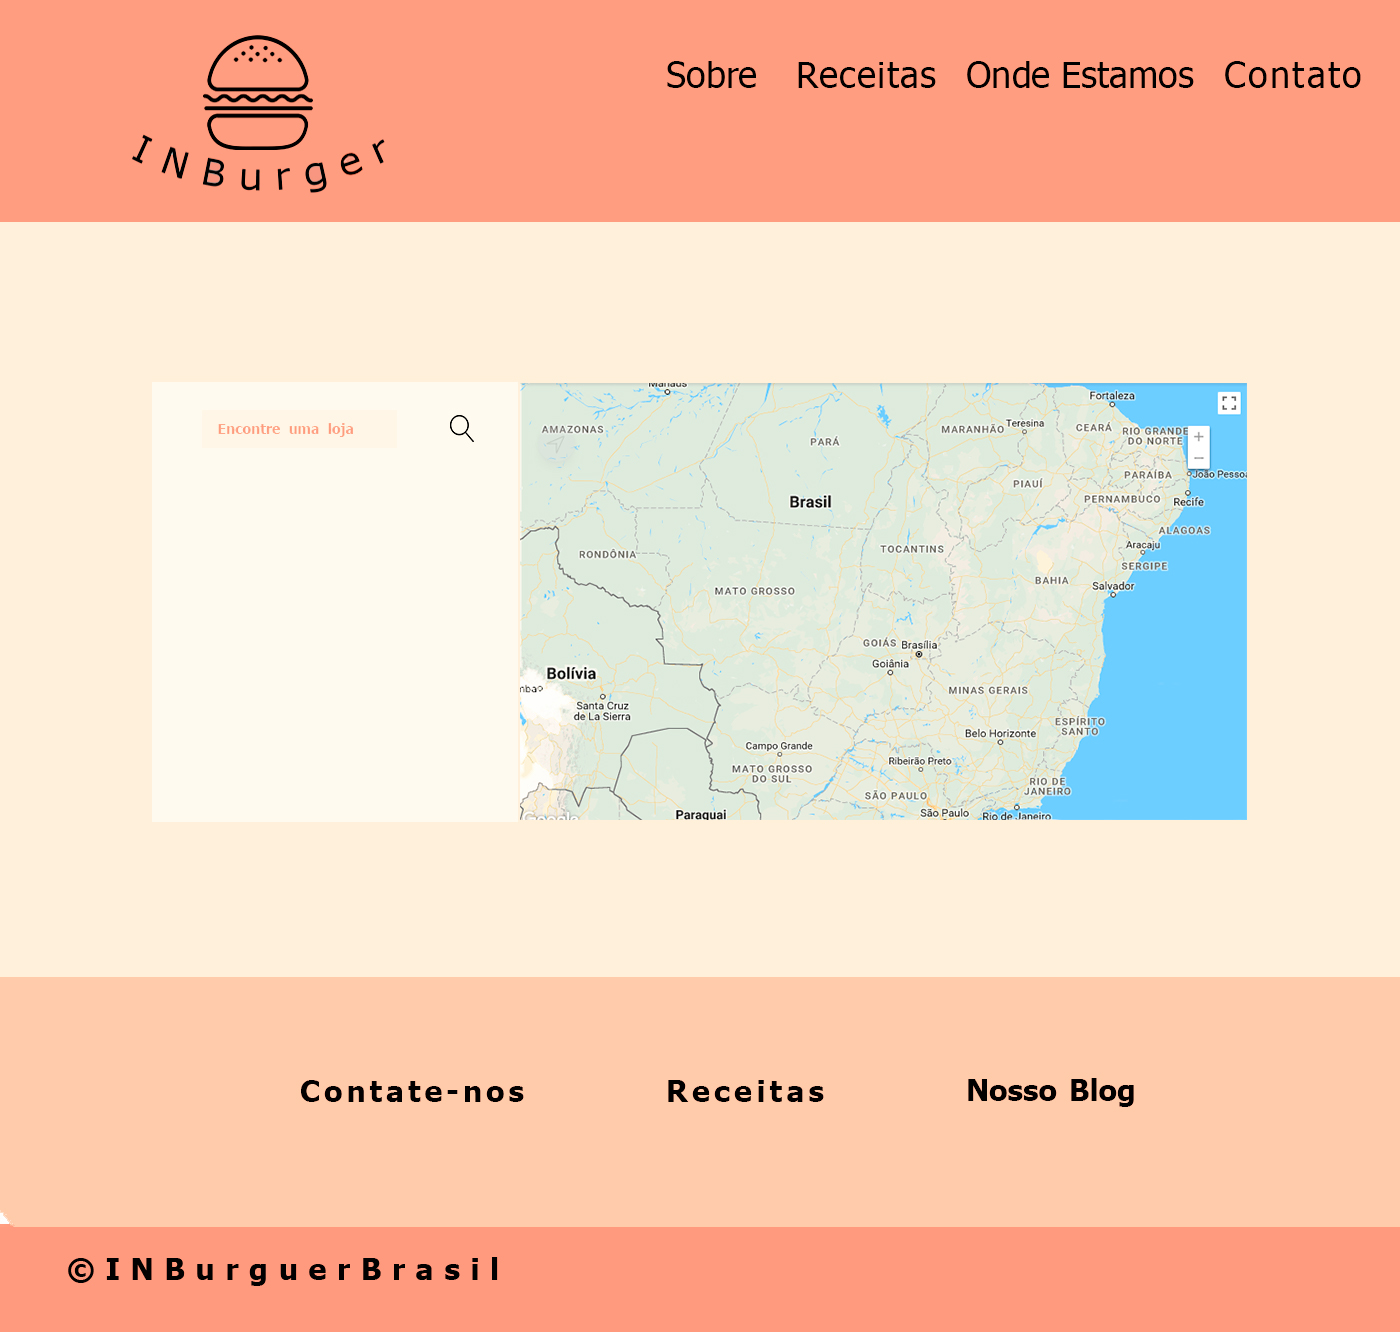 INBurger
Sobre Receitas Onde Estamos Contato
Encontre uma loja
Manaus
Fortaleza
AMAZONAS
PARÁ
MARANHÃO
Teresina
CEARÁ
RIO GRANDE
DO NORTE
PARAÍBA
João Pessoa
PIAUÍ
PERNAMBUCO
Recife
Brasil
ALAGOAS
Aracaju
SERGIPE
TOCANTINS
RONDÔNIA
BAHIA
Salvador
MATO GROSSO
GOIÁS
Brasília
Goiânia
Bolívia
mba
MINAS GERAIS
Santa Cruz
de La Sierra
ESPÍRITO
SANTO
Belo Horizonte
Campo Grande
Ribeirão Preto
MATO GROSSO
DO SUL
RIO DE
JANEIRO
SÃO PAULO
São Paulo
Rio de Janeiro
Paraguai
Google
Contate-nos Receitas Nosso Blog
©INBurguerBrasil